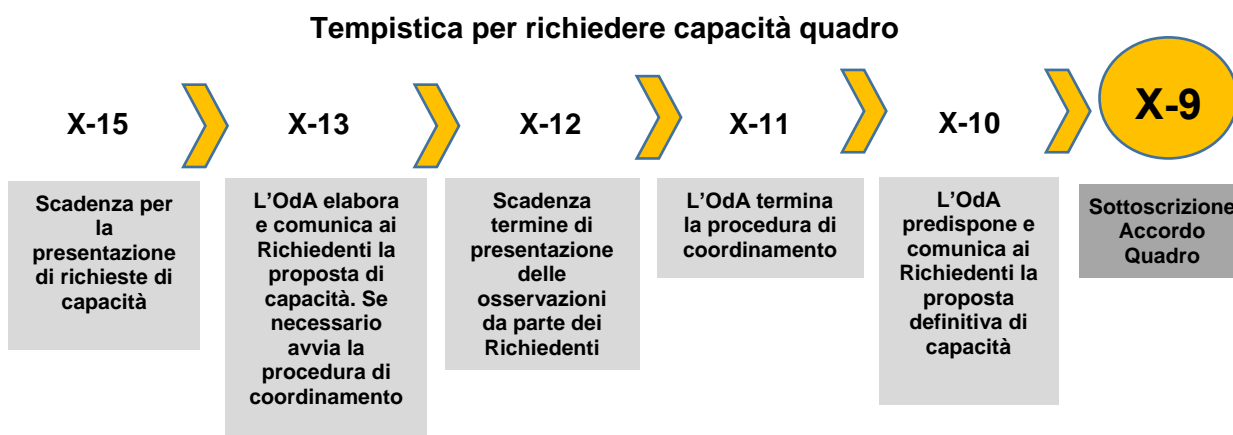 Tempistica per richiedere capacità quadro
X-15
Scadenza per
la
presentazione
di richieste di
capacità
X-13
L'OdA elabora
e comunica ai
Richiedenti la
proposta di
capacità. Se
necessario
avvia la
procedura di
coordinamento
X-12
Scadenza
termine di
presentazione
delle
osservazioni
da parte dei
Richiedenti
X-11
L'OdA termina
la procedura di
coordinamento
X-10
L'OdA
predispone e
comunica ai
Richiedenti la
proposta
definitiva di
capacità
X-9
Sottoscrizione
Accordo
Quadro